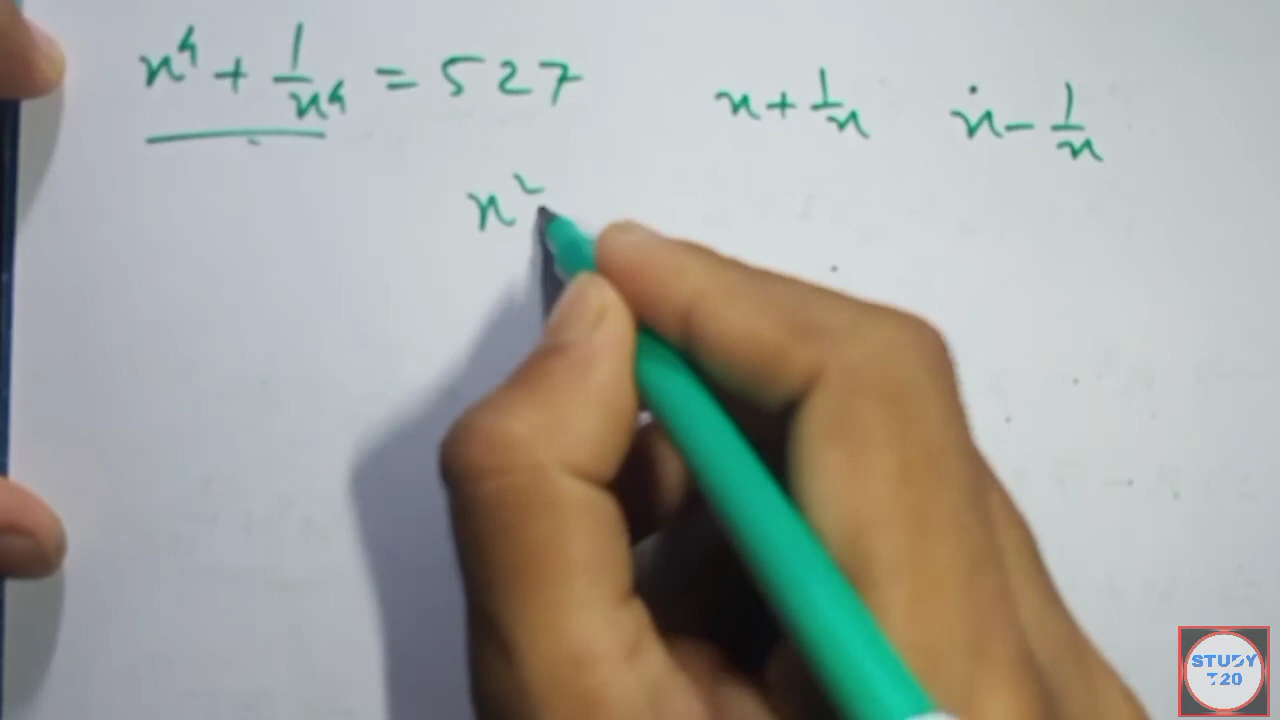 x⁴ + 1/x⁴ = 527
x + 1/x
x - 1/x
x²
STUDY
T20